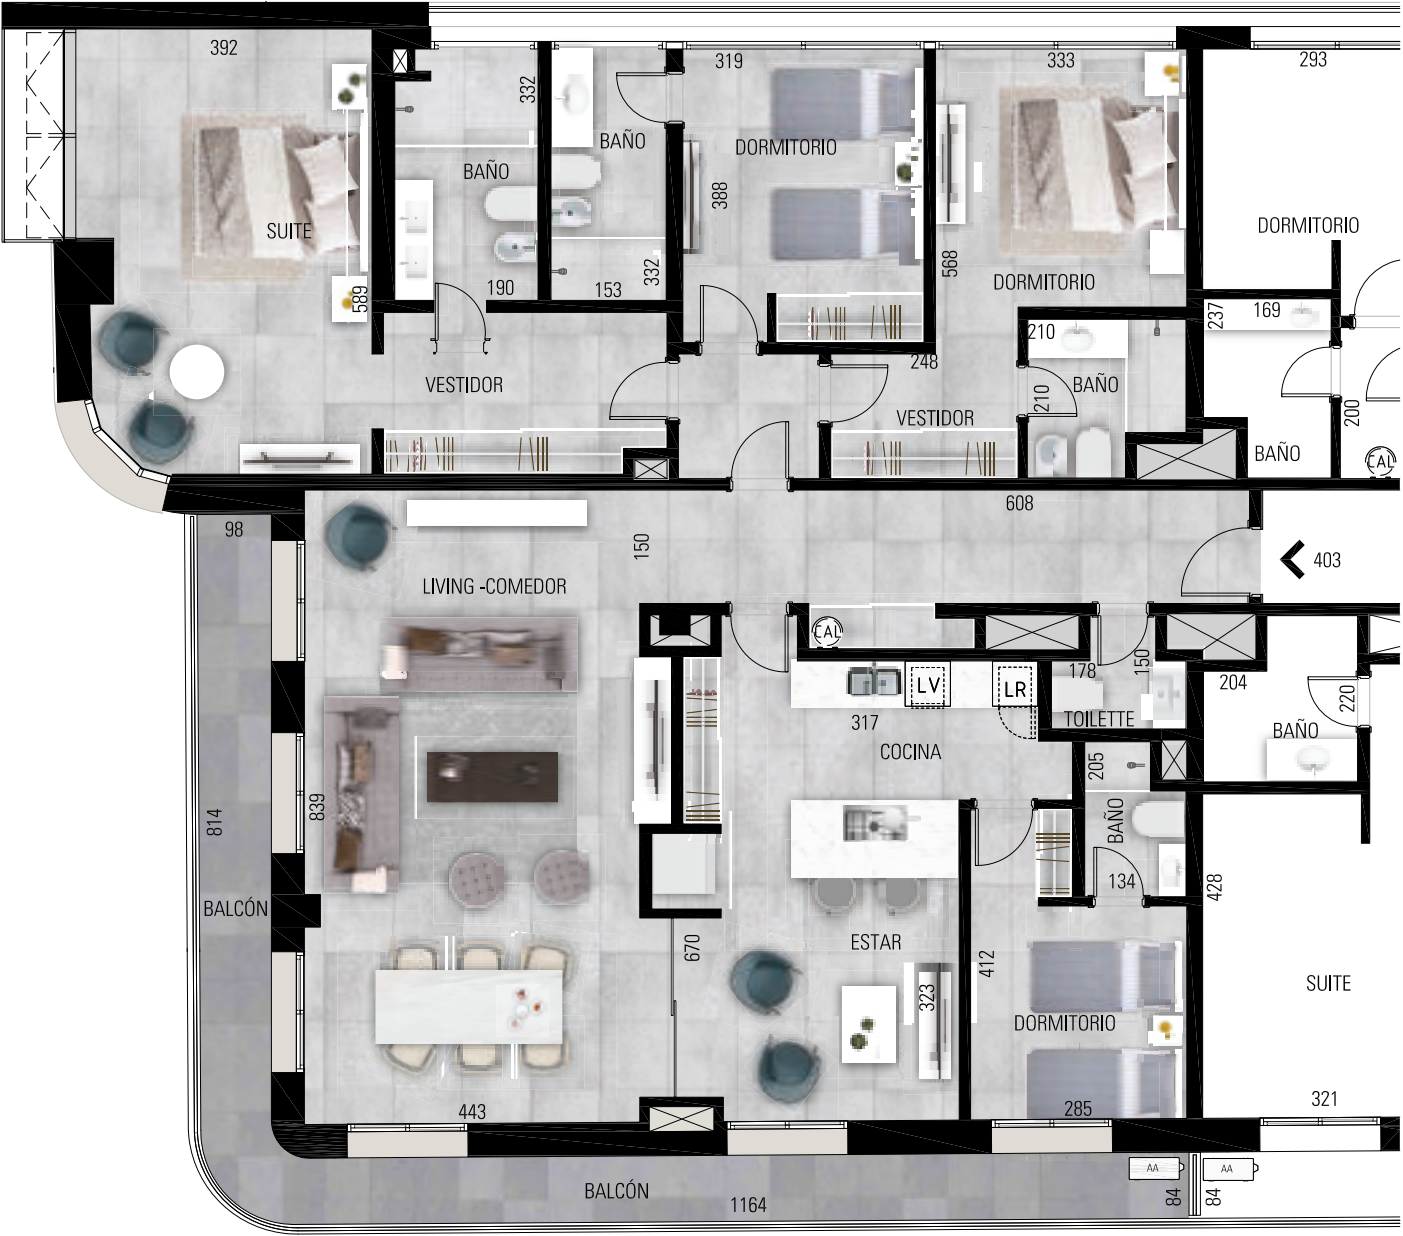 392
332
319
333
293
BAÑO
BAÑO
DORMITORIO
388
SUITE
568
DORMITORIO
DORMITORIO
589
190
153
332
237
169
210
248
VESTIDOR
210
BAÑO
VESTIDOR
200
BAÑO
CAL
98
608
150
403
LIVING -COMEDOR
CAL
178
150
204
LV
LR
220
317
TOILETTE
BAÑO
COCINA
205
839
814
BAÑO
134
428
BALCÓN
670
ESTAR
412
323
SUITE
DORMITORIO
443
285
321
AA
AA
BALCÓN
1164
84
84